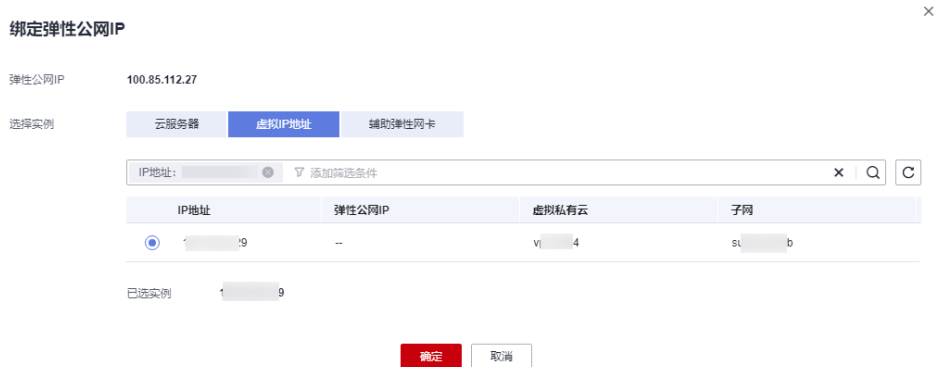 绑定弹性公网IP
弹性公网IP 100.85.112.27
选择实例 云服务器 虚拟IP地址 辅助弹性网卡
IP地址: 添加筛选条件
IP地址 弹性公网IP 虚拟私有云 子网
--
已选实例
确定 取消